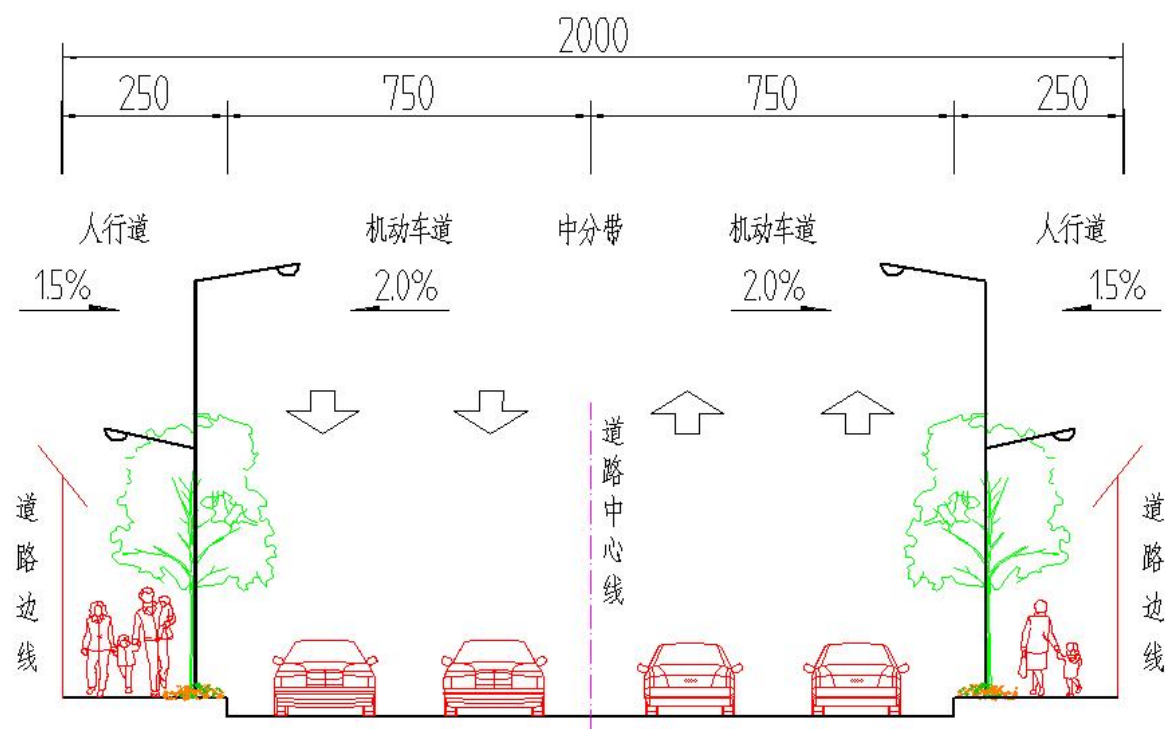 2000
250 750 750 250
人行道 机动车道 中分带 机动车道 人行道
1.5% 2.0% 2.0% 1.5%
道路中心线
道路边线
道路边线